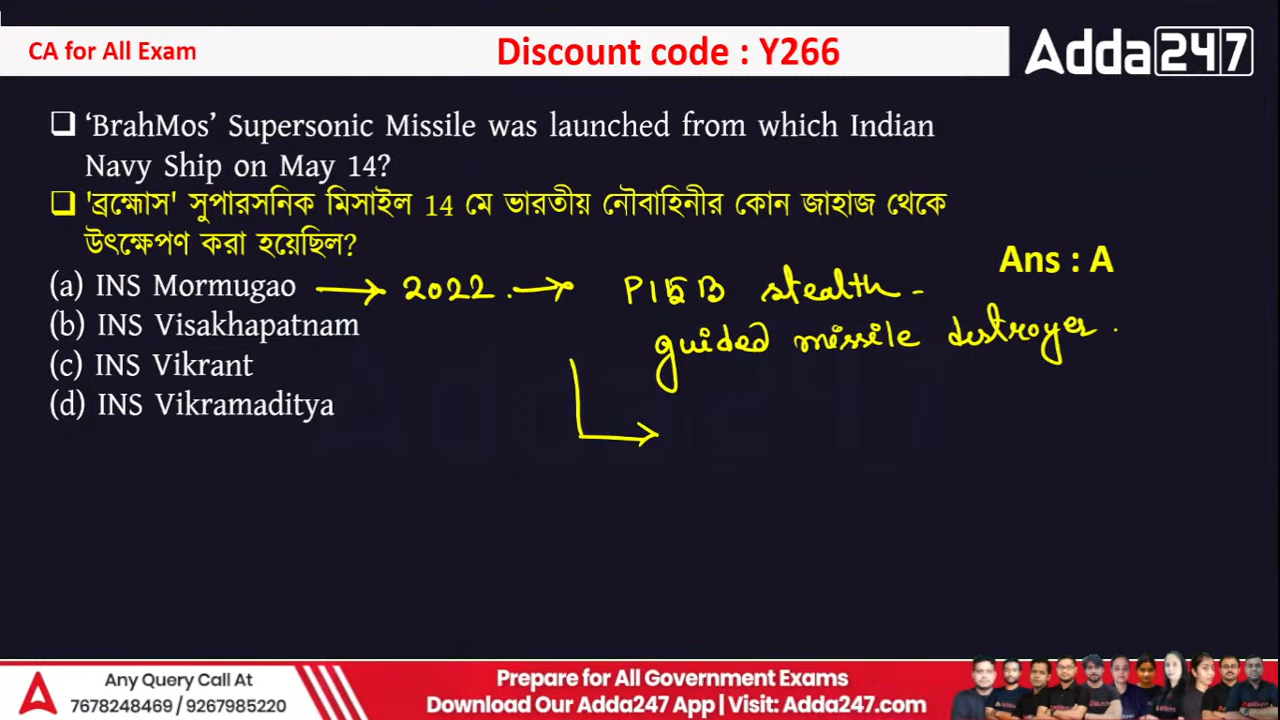 CA for All Exam
Discount code : Y266
Adda247
❑ ‘BrahMos’ Supersonic Missile was launched from which Indian
Navy Ship on May 14?
❑ 'ব্রহ্মোস' সুপারসনিক মিসাইল 14 মে ভারতীয় নৌবাহিনীর কোন জাহাজ থেকে
উৎক্ষেপণ করা হয়েছিল?
Ans : A
(a) INS Mormugao → 2022. → P15B stealth -
(b) INS Visakhapatnam
guided missile destroyer.
(c) INS Vikrant
(d) INS Vikramaditya
Any Query Call At
7678248469 / 9267985220
Prepare for All Government Exams
Download Our Adda247 App | Visit: Adda247.com